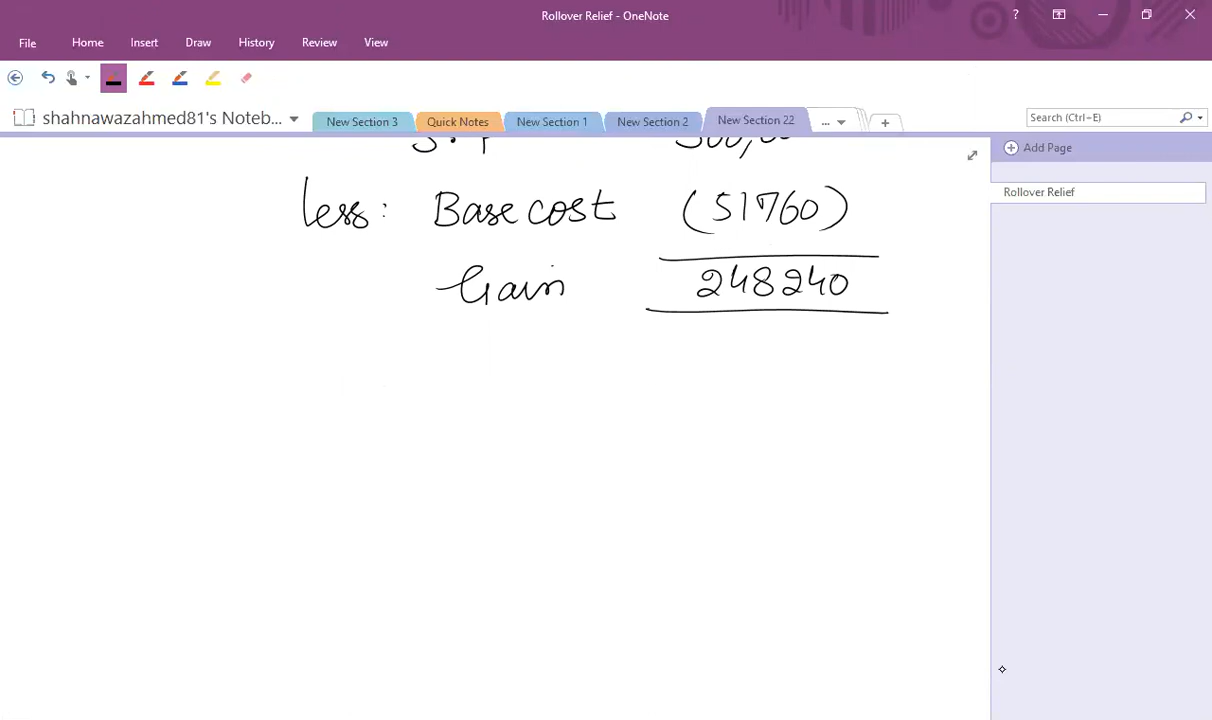 Rollover Relief - OneNote
?
File Home Insert Draw History Review View
shahnawazahmed81's Noteb... New Section 3 Quick Notes New Section 1 New Section 2 New Section 22 ... + Search (Ctrl+E)
Add Page
Rollover Relief
less: Base cost (51760)
Gain 248240